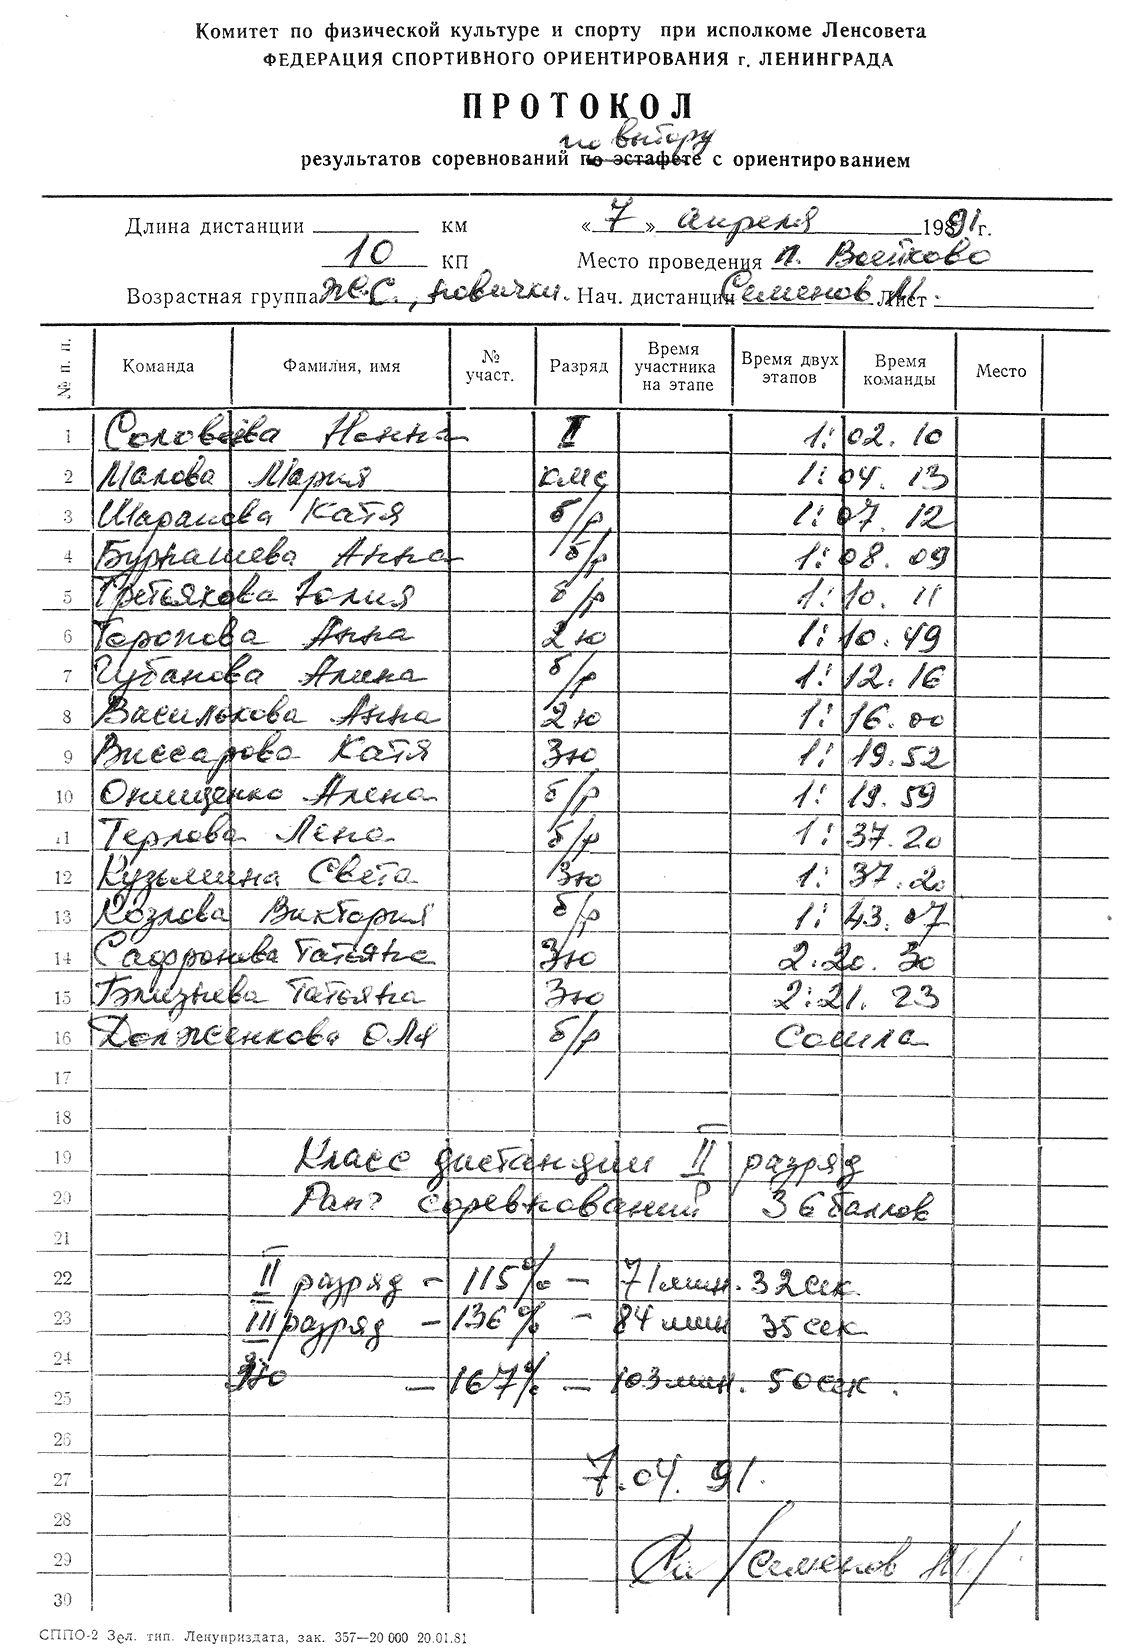 Комитет по физической культуре и спорту при исполкоме Ленсовета
ФЕДЕРАЦИЯ СПОРТИВНОГО ОРИЕНТИРОВАНИЯ г. ЛЕНИНГРАДА
ПРОТОКОЛ
по выбору
результатов соревнований по эстафете с ориентированием
Длина дистанции км « 7 » апреля 1991 г.
10 КП Место проведения п. Войтково
Возрастная группа новички. Нач. дистанции Семенов М. Лист
№ п. п. Команда Фамилия, имя № участ. Разряд Время участника на этапе Время двух этапов Время команды Место
1 Соловьёва Нонна II 1: 02. 10
2 Малова Мария кмс 1: 04. 13
3 Шарапова Катя б/р 1: 07. 12
4 Бурнашева Анна б/р 1: 08. 09
5 Третьякова Юлия б/р 1: 10. 11
6 Торопова Анна 2ю 1: 10. 49
7 Чубанова Алина б/р 1: 12. 16
8 Василькова Анна 2ю 1: 16. 00
9 Виссарова Катя 3ю 1: 19. 52
10 Онищенко Алена б/р 1: 19. 59
11 Терлова Лена б/р 1: 37. 20
12 Кузьмина Света 3ю 1: 37. 20
13 Козлова Виктория б/р 1: 43. 07
14 Сафронова Татьяна 3ю 2: 20. 30
15 Близнева Татьяна 3ю 2: 21. 23
16 Долженкова Оля б/р Сошла
17
18
19 Класс дистанции II разряд
20 Ранг соревнований 36 баллов
21
22 II разряд - 115% - 71 мин. 32 сек
23 III разряд - 136% - 84 мин 35 сек
24 3ю - 167% - 103 мин. 50 сек.
25
26
27 7.04.91.
28
29 /Семенов М./
30
СППО-2 Зел. тип. Ленуприздата, зак. 357—20 000 20.01.81